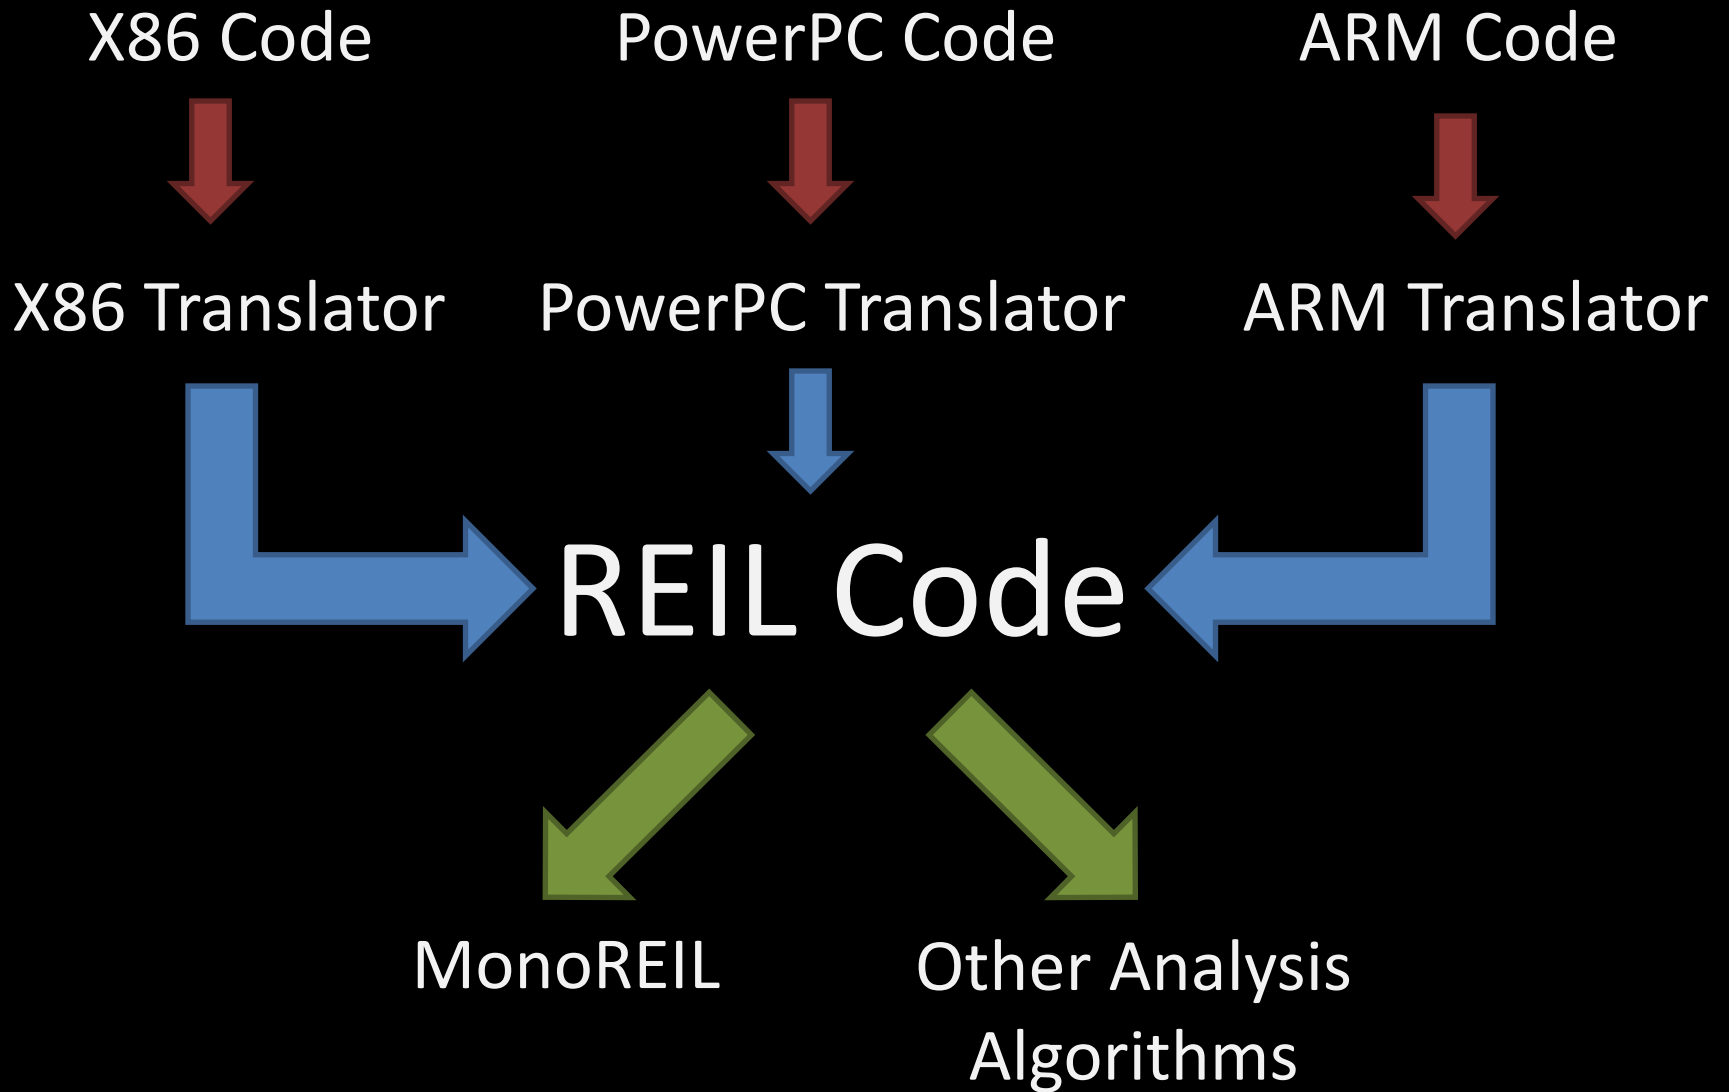 X86 Code
PowerPC Code
ARM Code
X86 Translator
PowerPC Translator
ARM Translator
REIL Code
MonoREIL
Other Analysis
Algorithms